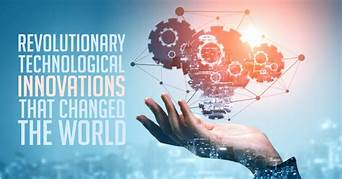 REVOLUTIONARY
TECHNOLOGICAL
INNOVATIONS
THAT CHANGED
THE WORLD